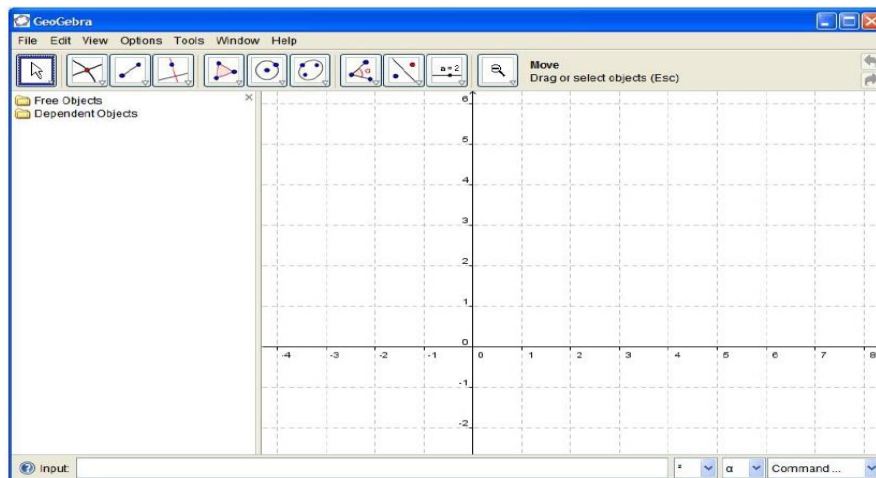 GeoGebra
File Edit View Options Tools Window Help
a = 2
Move
Drag or select objects (Esc)
Free Objects
Dependent Objects
6
5
4
3
2
1
0
-1
-2
-4 -3 -2 -1 0 1 2 3 4 5 6 7 8
Input: ² α Command ...